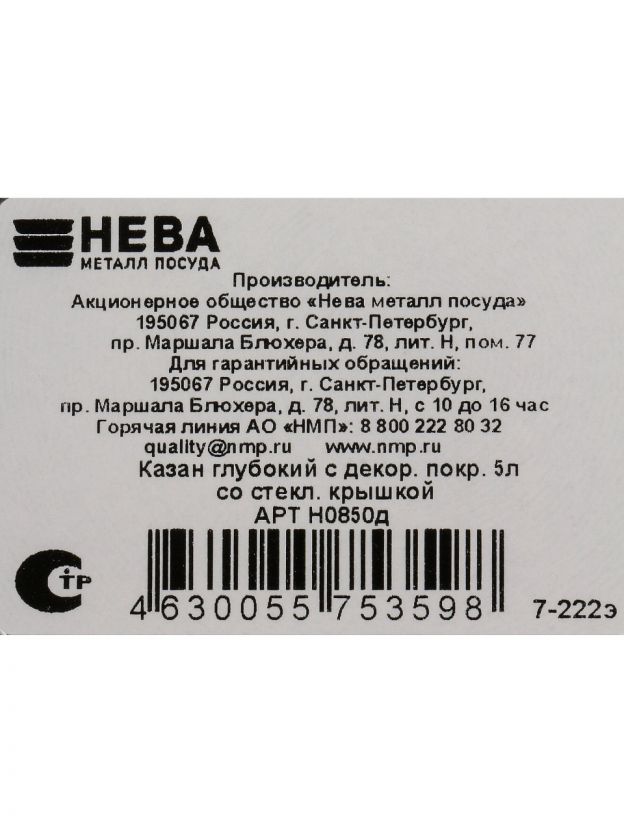 НЕВА
МЕТАЛЛ ПОСУДА
Производитель:
Акционерное общество «Нева металл посуда»
195067 Россия, г. Санкт-Петербург,
пр. Маршала Блюхера, д. 78, лит. Н, пом. 77
Для гарантийных обращений:
195067 Россия, г. Санкт-Петербург,
пр. Маршала Блюхера, д. 78, лит. Н, с 10 до 16 час
Горячая линия АО «НМП»: 8 800 222 80 32
quality@nmp.ru www.nmp.ru
Казан глубокий с декор. покр. 5л
со стекл. крышкой
АРТ Н0850д
СТР
4 630055 753598
7-222э